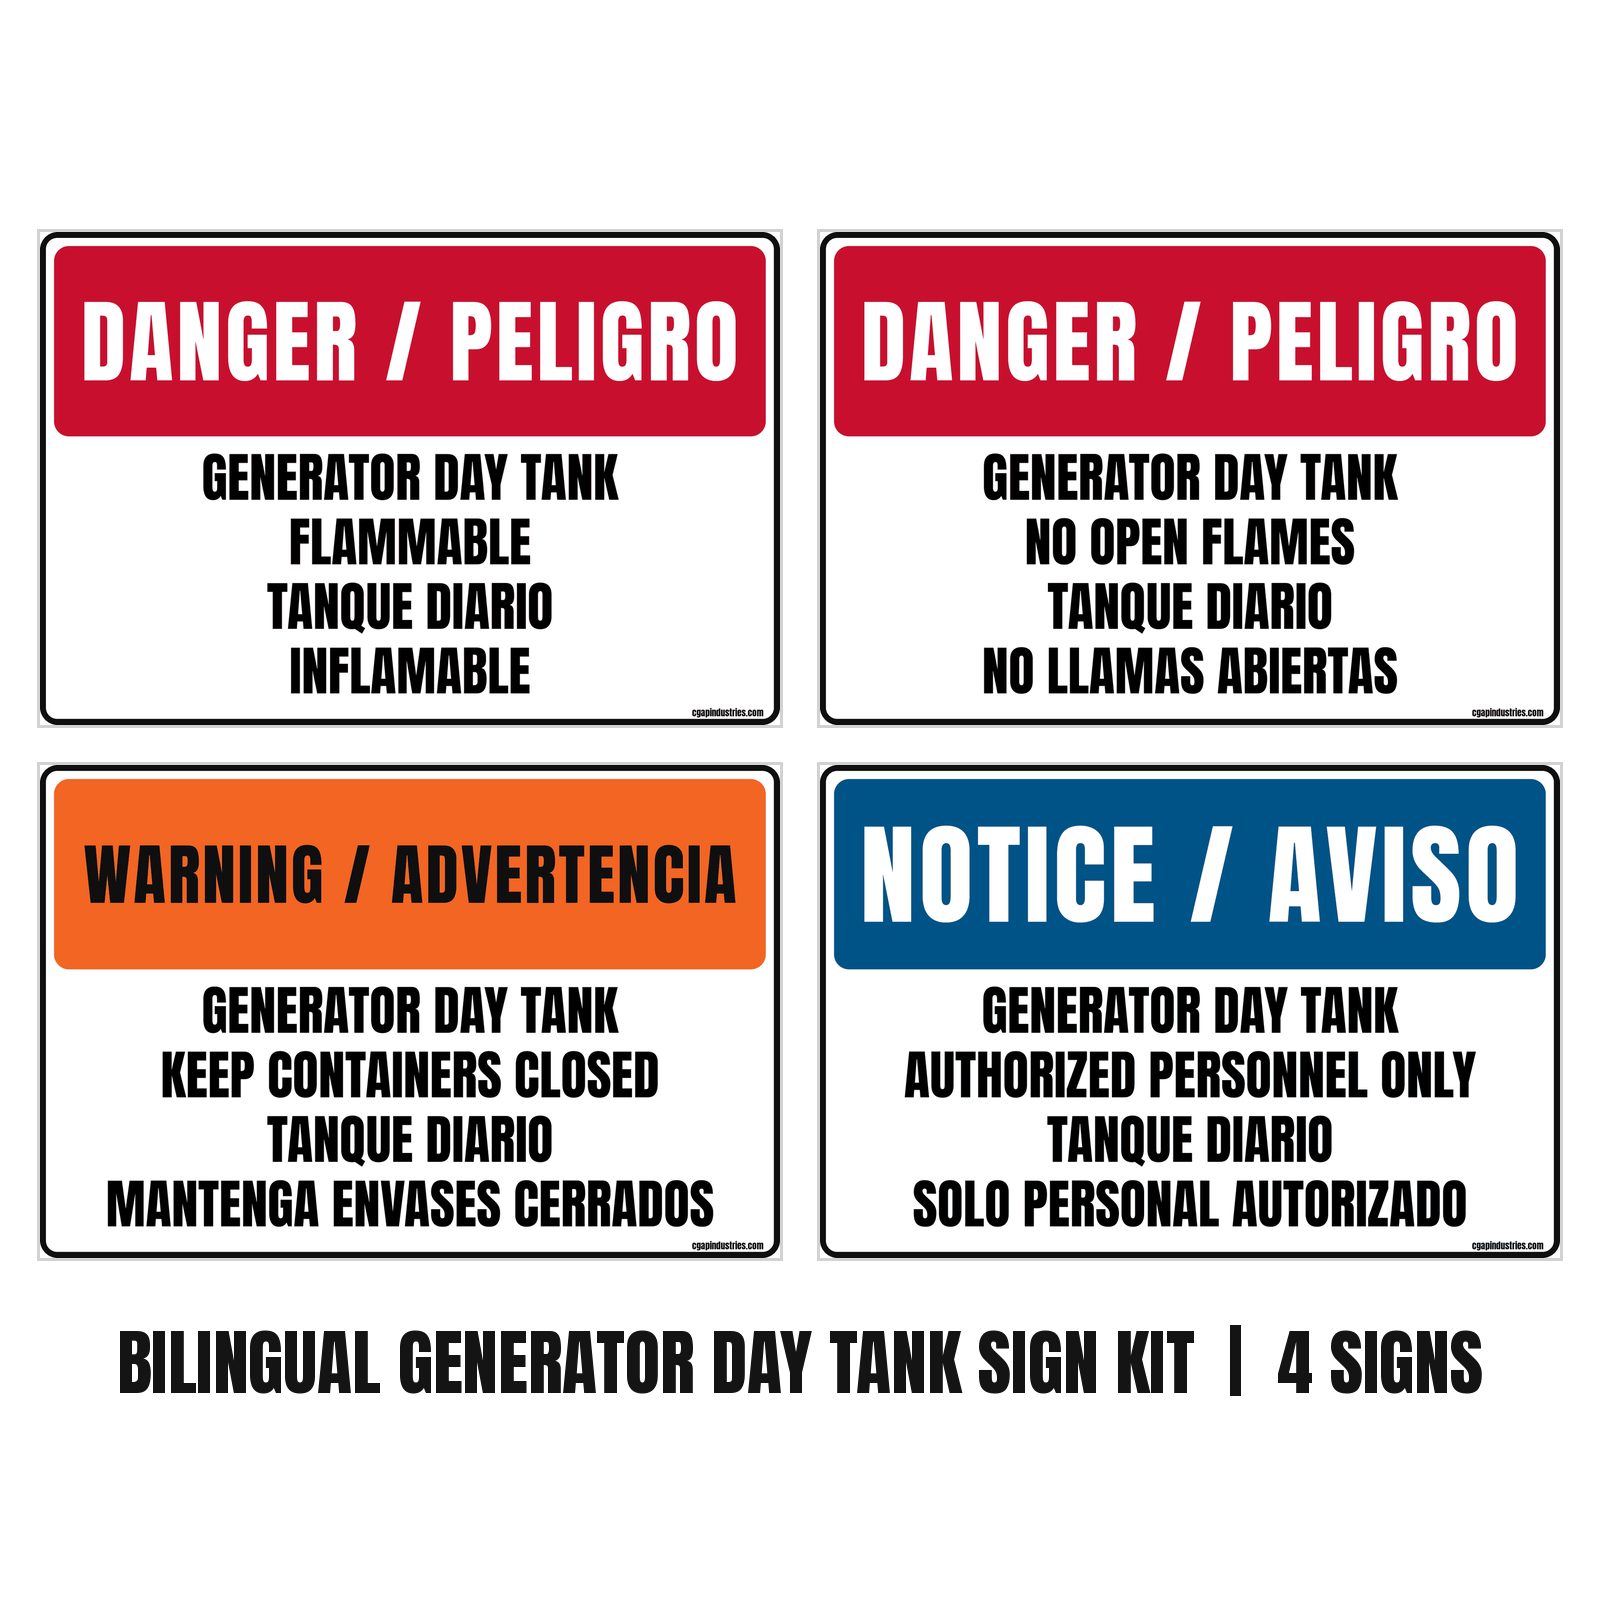 DANGER / PELIGRO
GENERATOR DAY TANK
FLAMMABLE
TANQUE DIARIO
INFLAMABLE
cgapindustries.com
DANGER / PELIGRO
GENERATOR DAY TANK
NO OPEN FLAMES
TANQUE DIARIO
NO LLAMAS ABIERTAS
cgapindustries.com
WARNING / ADVERTENCIA
GENERATOR DAY TANK
KEEP CONTAINERS CLOSED
TANQUE DIARIO
MANTENGA ENVASES CERRADOS
cgapindustries.com
NOTICE / AVISO
GENERATOR DAY TANK
AUTHORIZED PERSONNEL ONLY
TANQUE DIARIO
SOLO PERSONAL AUTORIZADO
cgapindustries.com
BILINGUAL GENERATOR DAY TANK SIGN KIT | 4 SIGNS